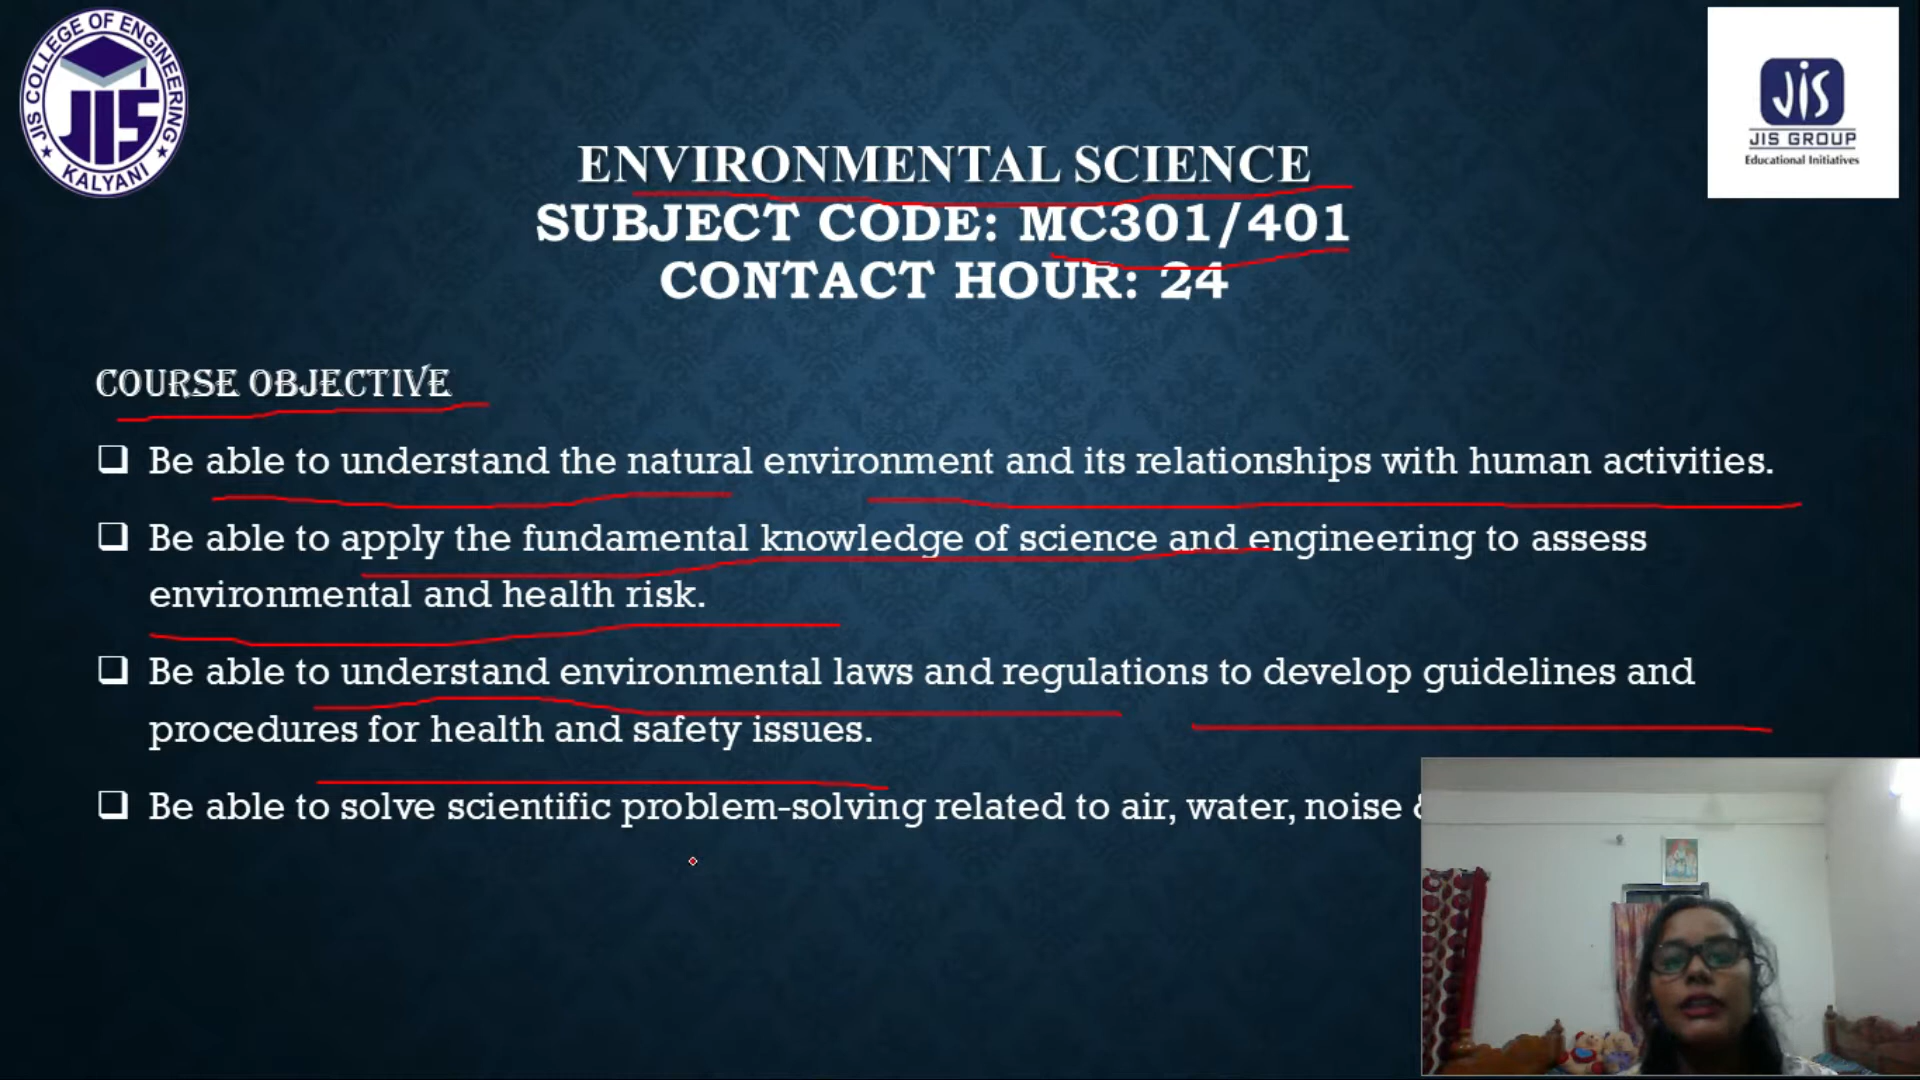 JIS COLLEGE OF ENGINEERING
JIS
★ KALYANI ★
JIS
JIS GROUP
Educational Initiatives
ENVIRONMENTAL SCIENCE
SUBJECT CODE: MC301/401
CONTACT HOUR: 24
COURSE OBJECTIVE
❑ Be able to understand the natural environment and its relationships with human activities.
❑ Be able to apply the fundamental knowledge of science and engineering to assess
environmental and health risk.
❑ Be able to understand environmental laws and regulations to develop guidelines and
procedures for health and safety issues.
❑ Be able to solve scientific problem-solving related to air, water, noise